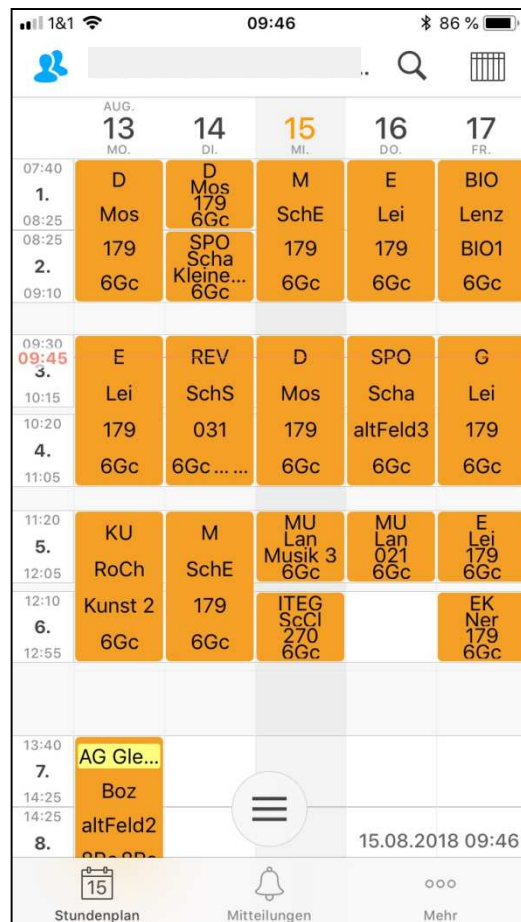 1&1 09:46 86 %
..
AUG.
13 14 15 16 17
MO. DI. MI. DO. FR.
07:40
1.
08:25
08:25
2.
09:10
D
Mos
179
6Gc
D
Mos
179
6Gc
SPO
Scha
Kleine...
6Gc
M
SchE
179
6Gc
E
Lei
179
6Gc
BIO
Lenz
BIO1
6Gc
09:30
09:45
3.
10:15
10:20
4.
11:05
E
Lei
179
6Gc
REV
SchS
031
6Gc ... ...
D
Mos
179
6Gc
SPO
Scha
altFeld3
6Gc
G
Lei
179
6Gc
11:20
5.
12:05
12:10
6.
12:55
KU
RoCh
Kunst 2
6Gc
M
SchE
179
6Gc
MU
Lan
Musik 3
6Gc
ITEG
ScCl
270
6Gc
MU
Lan
021
6Gc
E
Lei
179
6Gc
EK
Ner
179
6Gc
13:40
7.
14:25
14:25
8.
AG Gle...
Boz
altFeld2
15.08.2018 09:46
15
Stundenplan Mitteilungen Mehr